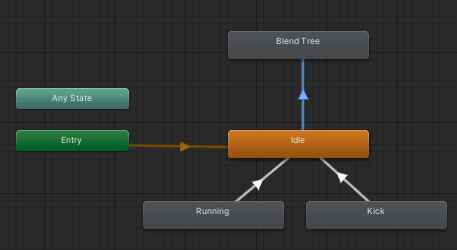 Blend Tree
Any State
Entry
Idle
Running
Kick